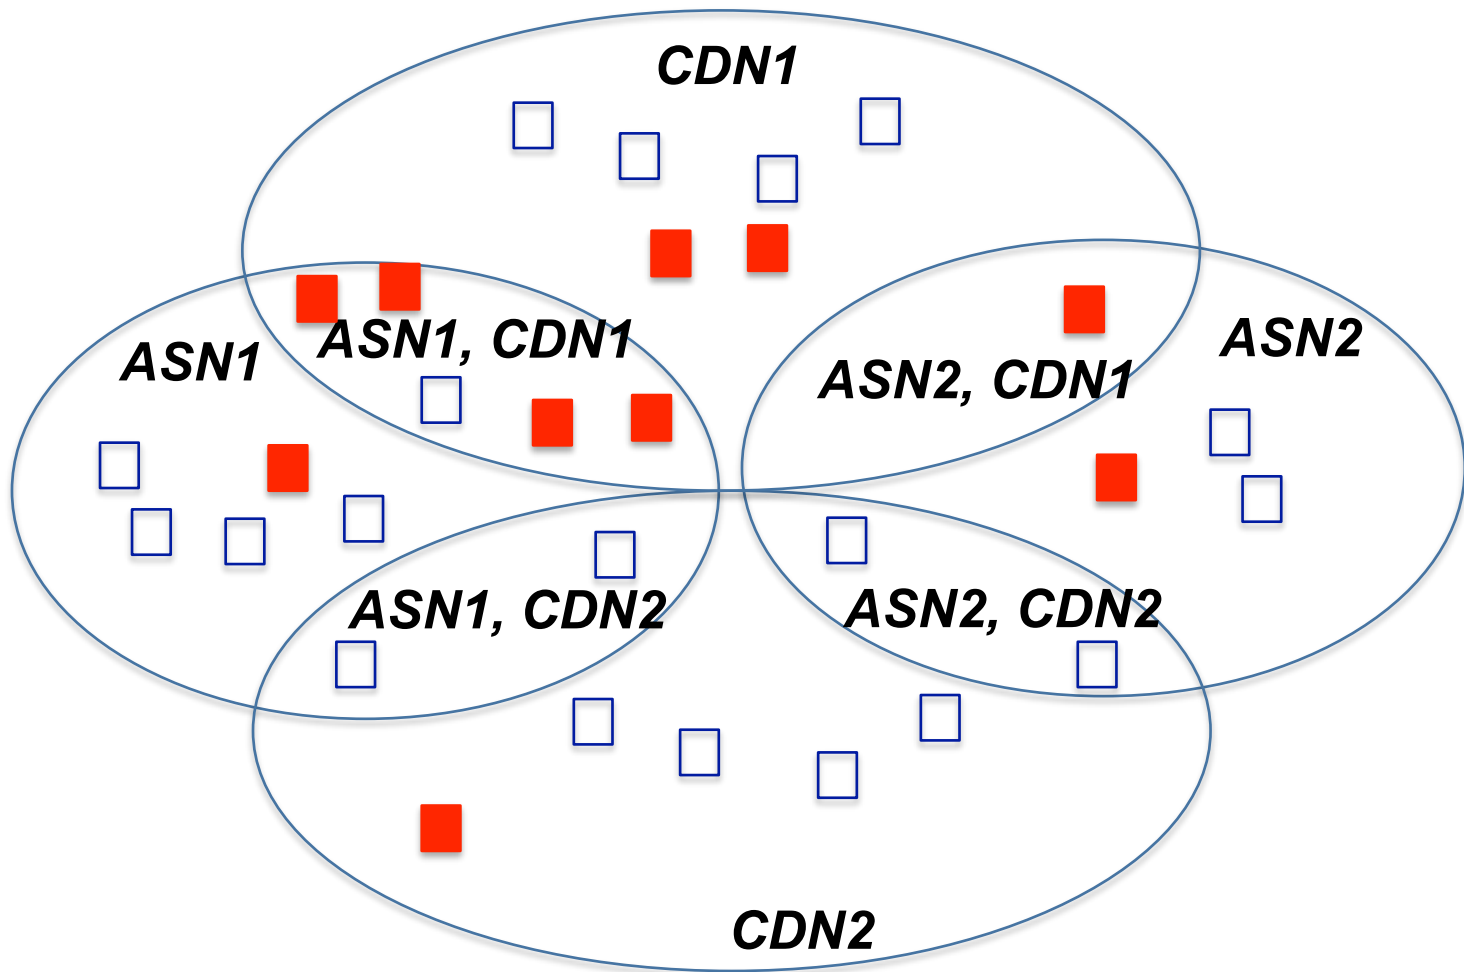 CDN1
ASN1
ASN1, CDN1
ASN2, CDN1
ASN2
ASN1, CDN2
ASN2, CDN2
CDN2